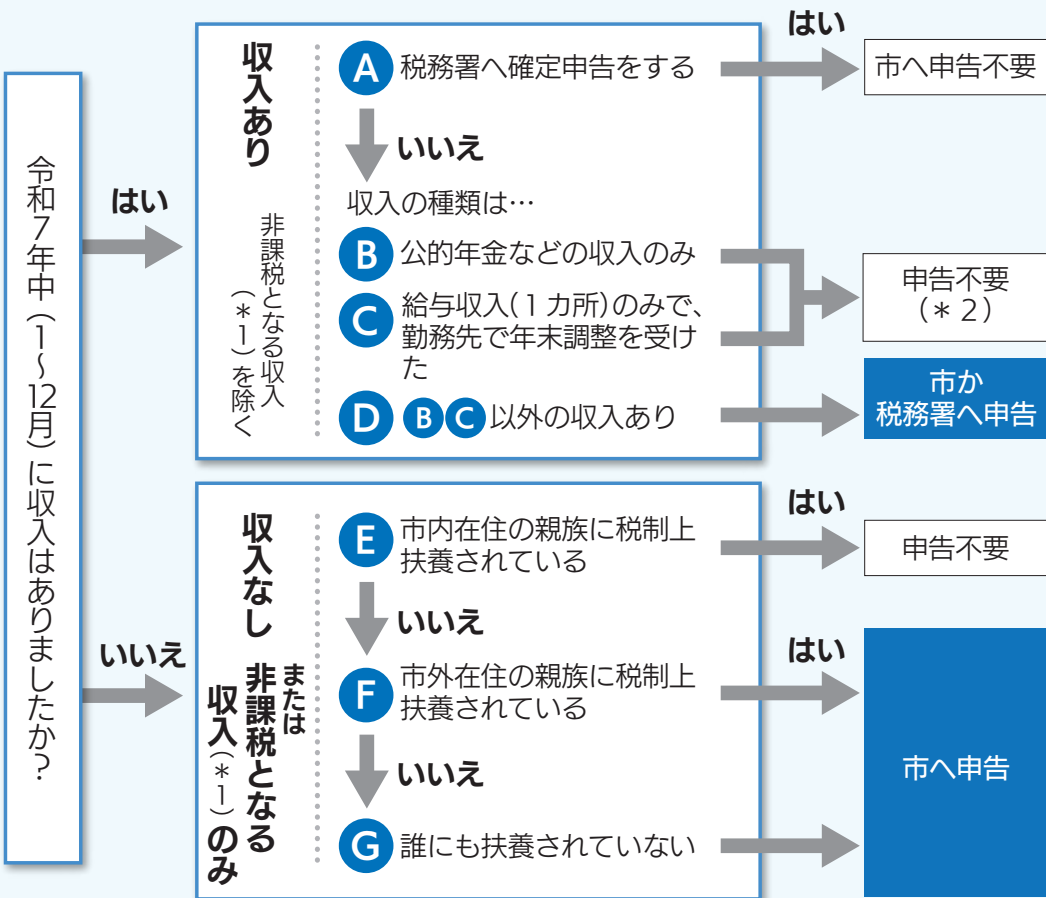 令和7年中（1～12月）に収入はありましたか？
はい
収入あり
非課税となる収入
（＊1）を除く
A 税務署へ確定申告をする
はい
市へ申告不要
いいえ
収入の種類は…
B 公的年金などの収入のみ
C 給与収入(1カ所)のみで、
勤務先で年末調整を受け
た
申告不要
（＊2）
D BC以外の収入あり
市か
税務署へ申告
いいえ
収入なし
または
非課税となる
収入（＊1）のみ
E 市内在住の親族に税制上
扶養されている
はい
申告不要
いいえ
F 市外在住の親族に税制上
扶養されている
はい
市へ申告
いいえ
G 誰にも扶養されていない